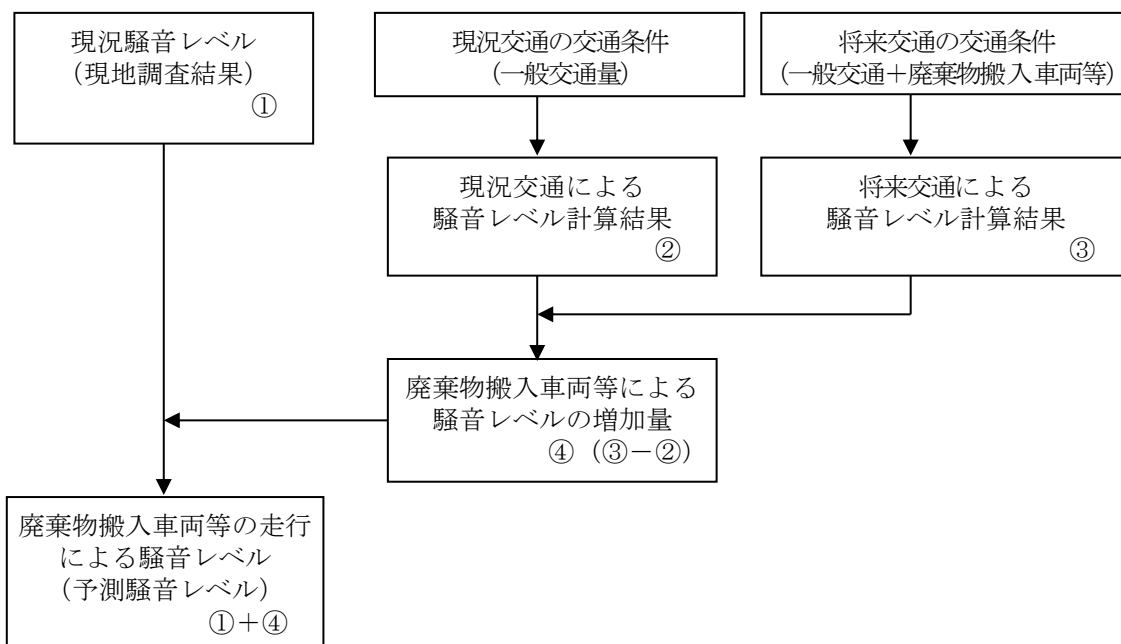 現況騒音レベル
(現地調査結果)
①
現況交通の交通条件
(一般交通量)
将来交通の交通条件
(一般交通+廃棄物搬入車両等)
現況交通による
騒音レベル計算結果
②
将来交通による
騒音レベル計算結果
③
廃棄物搬入車両等による
騒音レベルの増加量
④(③-②)
廃棄物搬入車両等の走行
による騒音レベル
(予測騒音レベル)
①+④